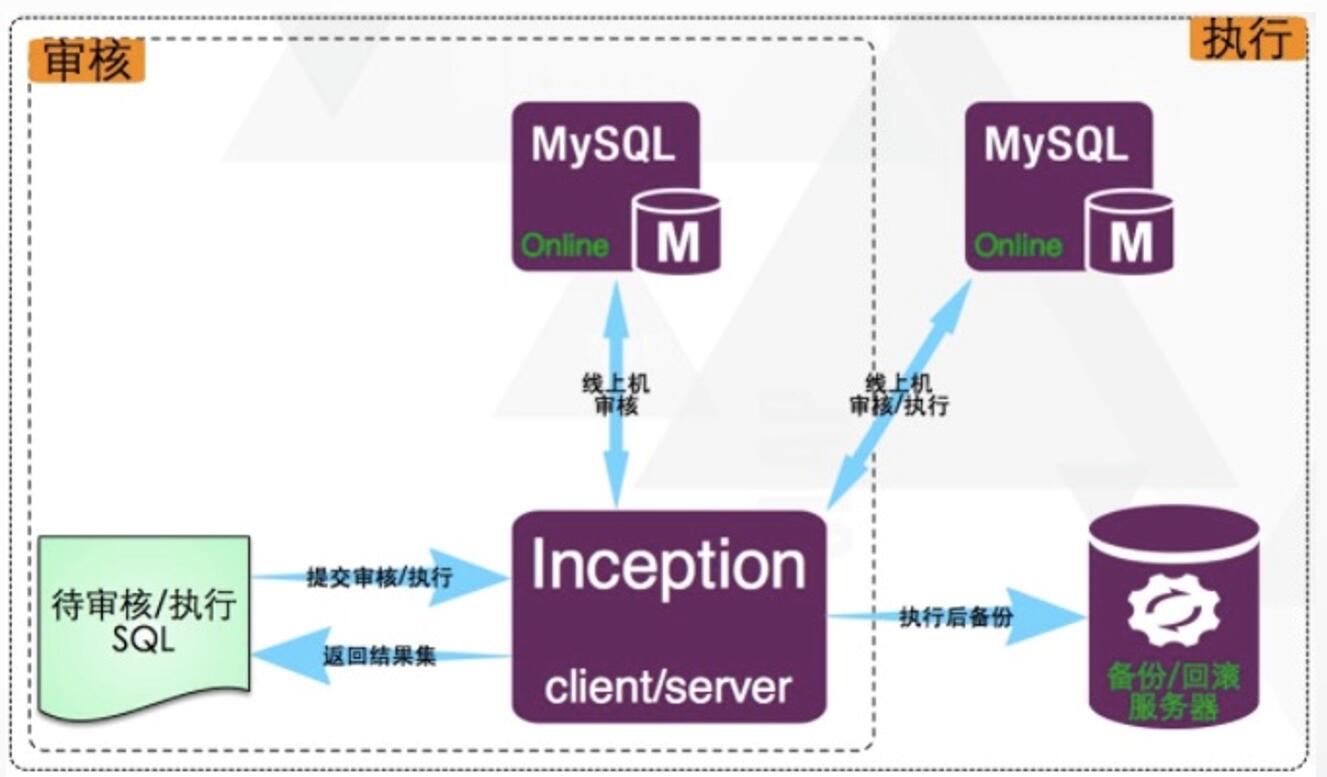 审核
执行
MySQL
Online
M
MySQL
Online
M
线上机
审核
线上机
审核/执行
待审核/执行
SQL
提交审核/执行
返回结果集
Inception
client/server
执行后备份
备份/回滚
服务器